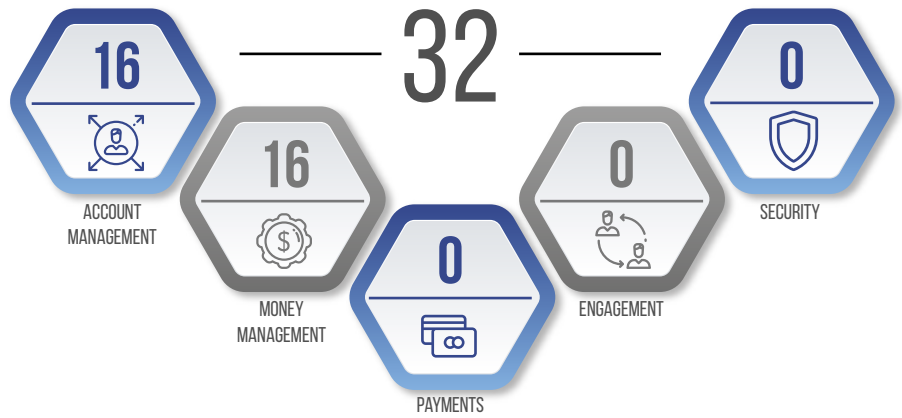 32
16
ACCOUNT
MANAGEMENT
16
$
MONEY
MANAGEMENT
0
PAYMENTS
0
ENGAGEMENT
0
SECURITY